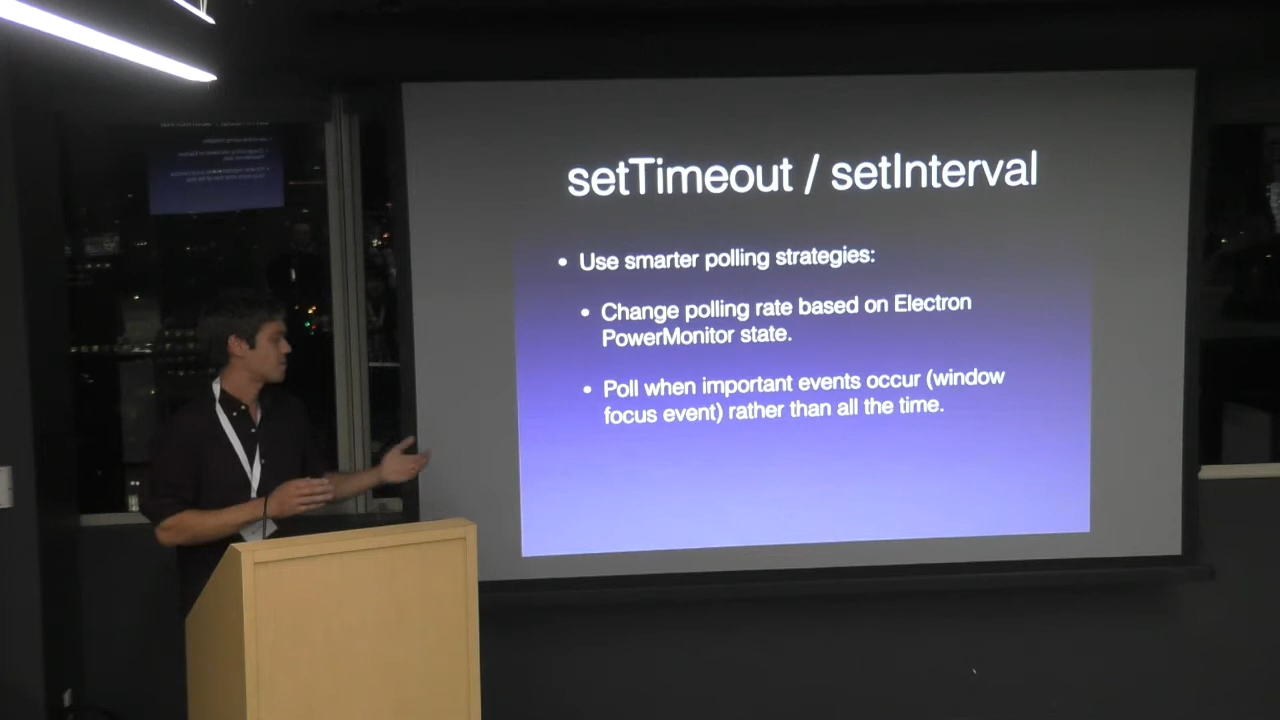 setTimeout / setInterval
• Use smarter polling strategies:
• Change polling rate based on Electron
PowerMonitor state.
• Poll when important events occur (window
focus event) rather than all the time.